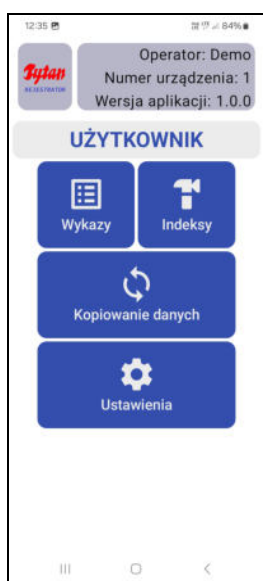 12:35
84%
Tytan
REJESTRATOR
Operator: Demo
Numer urządzenia: 1
Wersja aplikacji: 1.0.0
UŻYTKOWNIK
Wykazy
Indeksy
Kopiowanie danych
Ustawienia